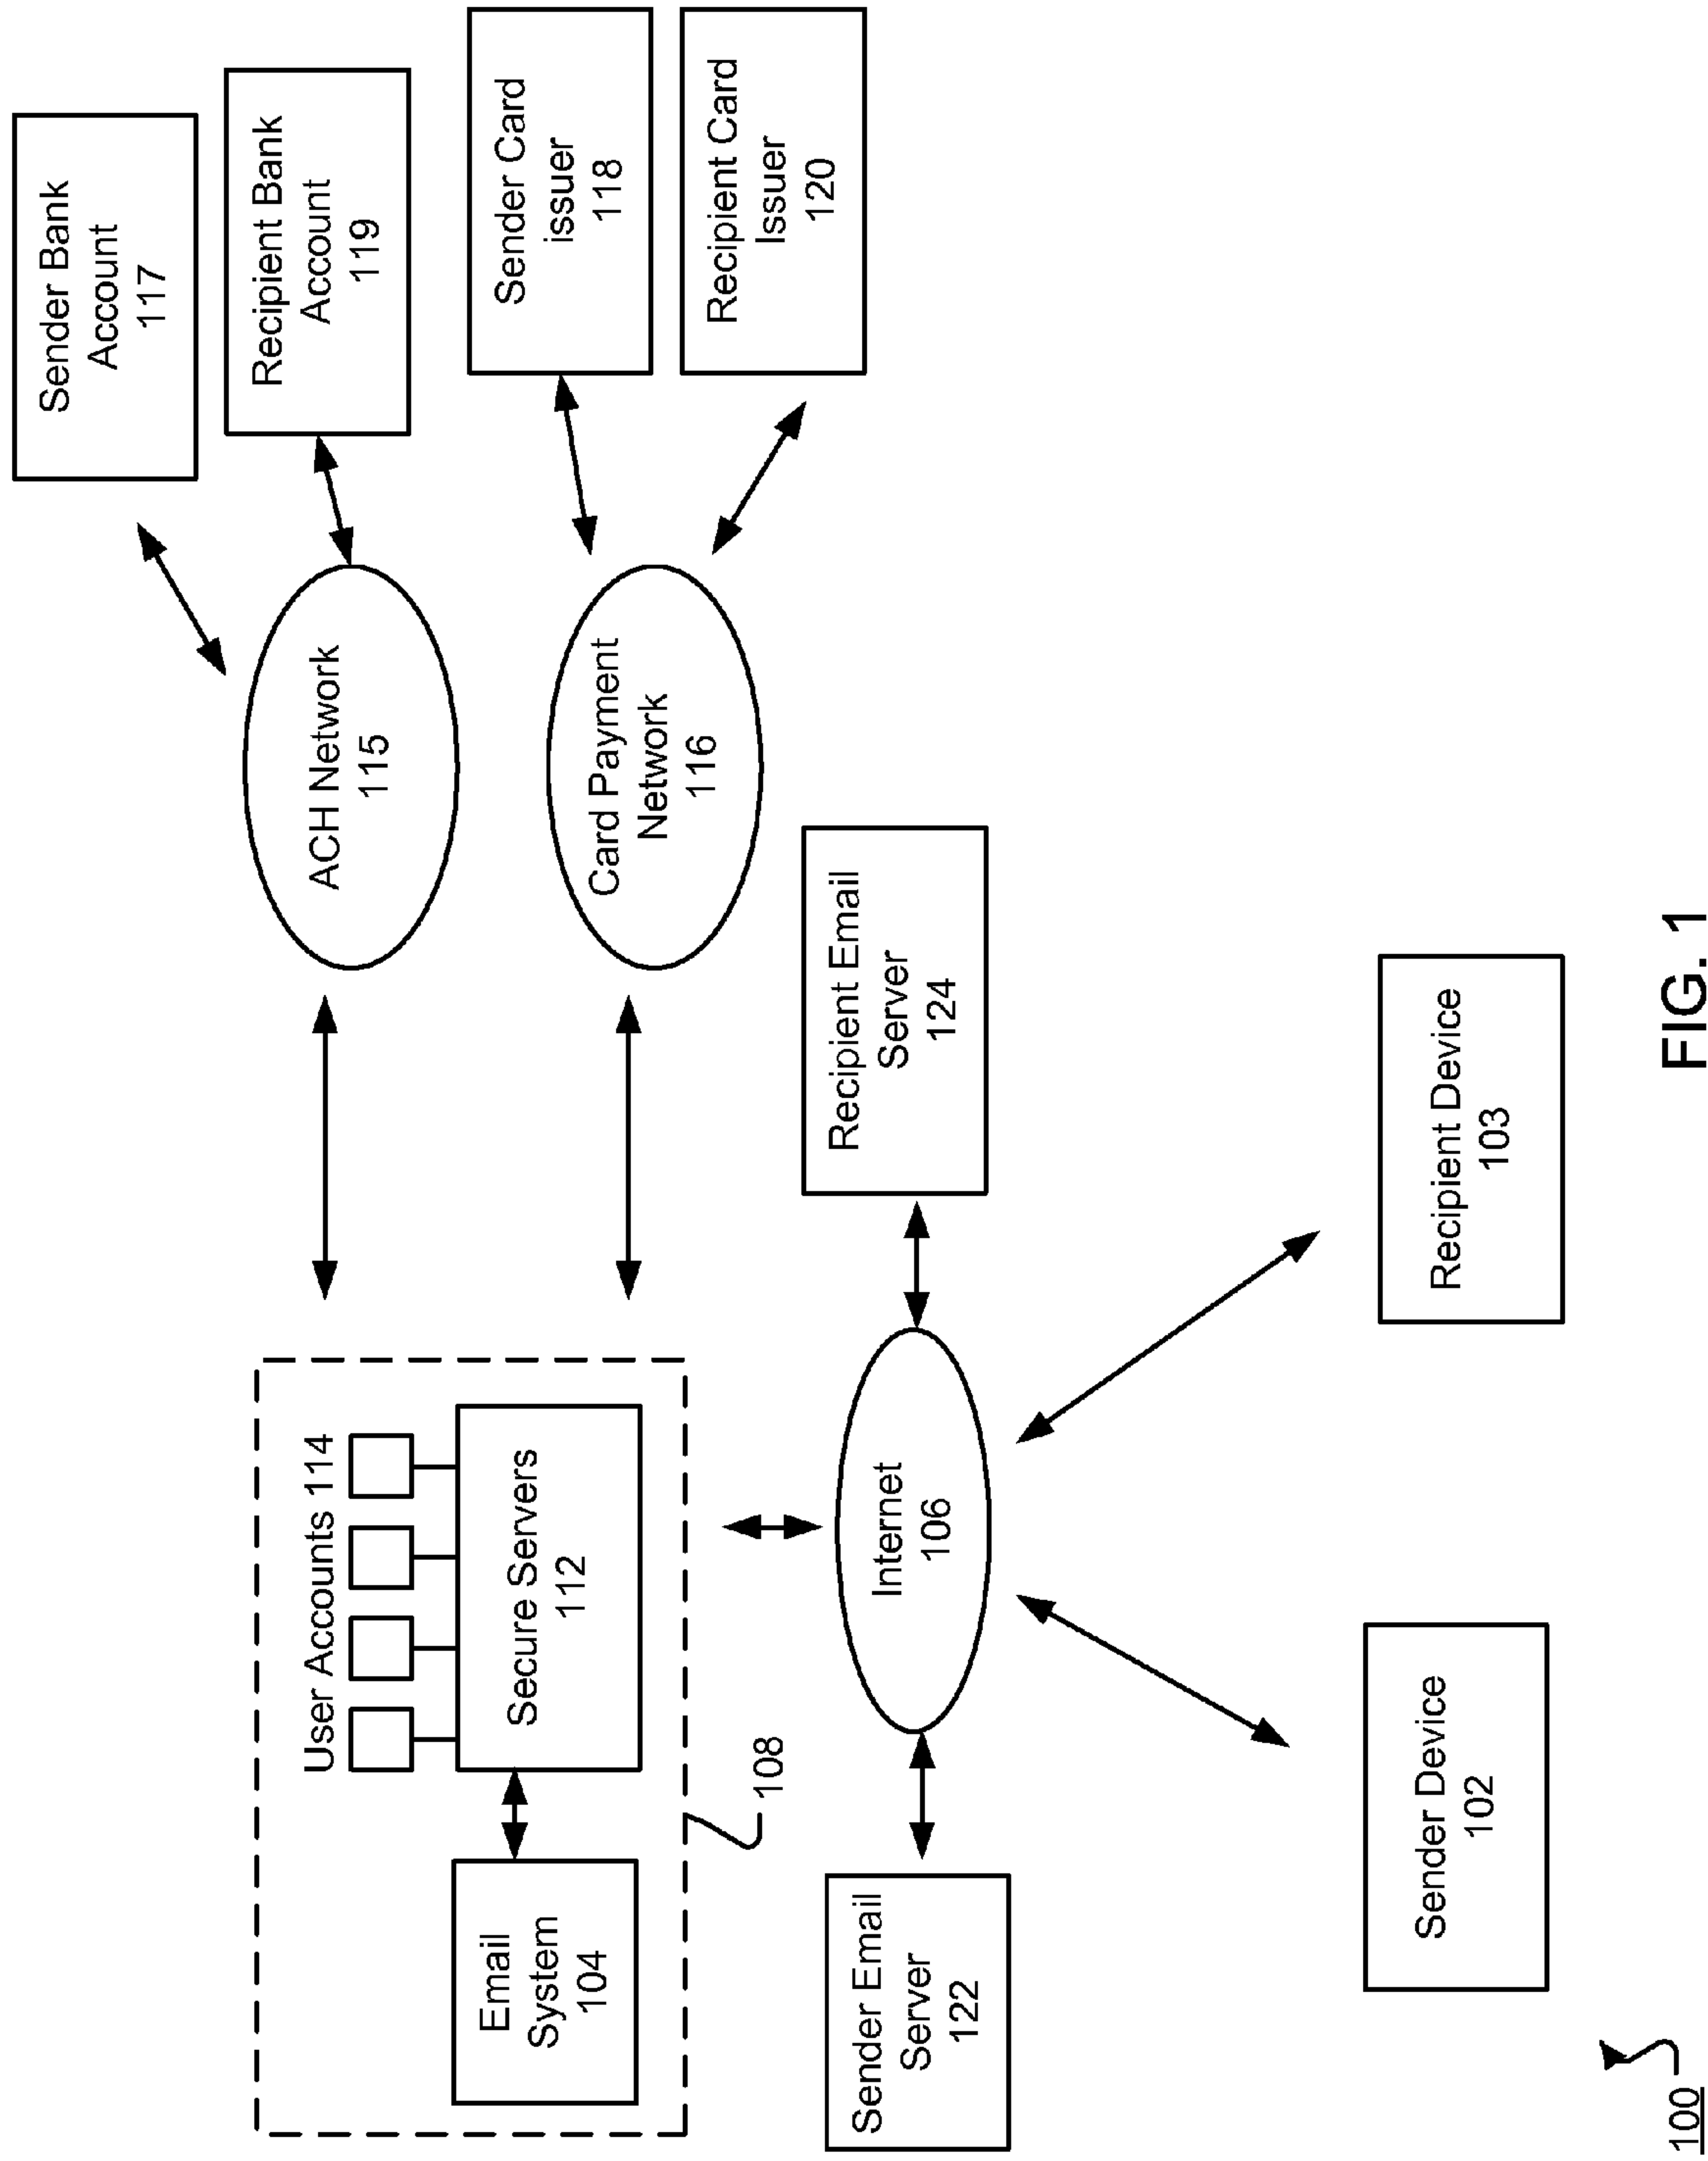 Sender Bank
Account
117
Recipient Bank
Account
119
Sender Card
issuer
118
Recipient Card
Issuer
120
ACH Network
115
Card Payment
Network
116
User Accounts 114
Secure Servers
112
Email
System
104
108
Internet
106
Recipient Email
Server
124
Sender Email
Server
122
Sender Device
102
Recipient Device
103
100
FIG. 1